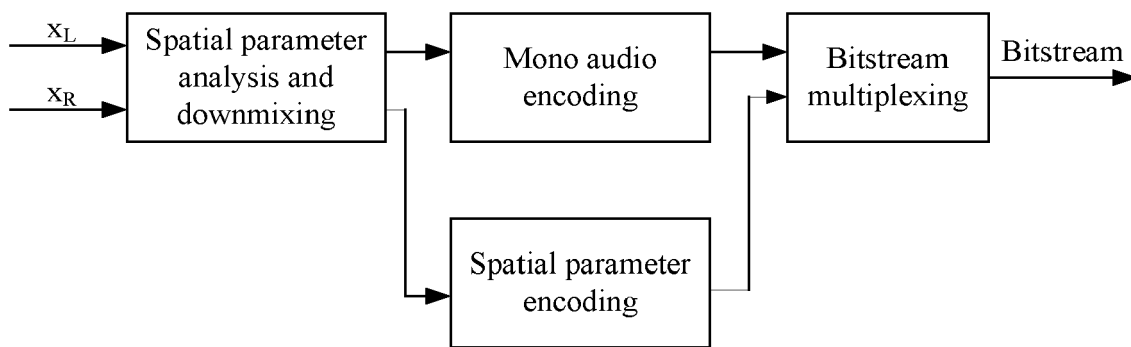 x_L
x_R
Spatial parameter
analysis and
downmixing
Mono audio
encoding
Bitstream
multiplexing
Bitstream
Spatial parameter
encoding